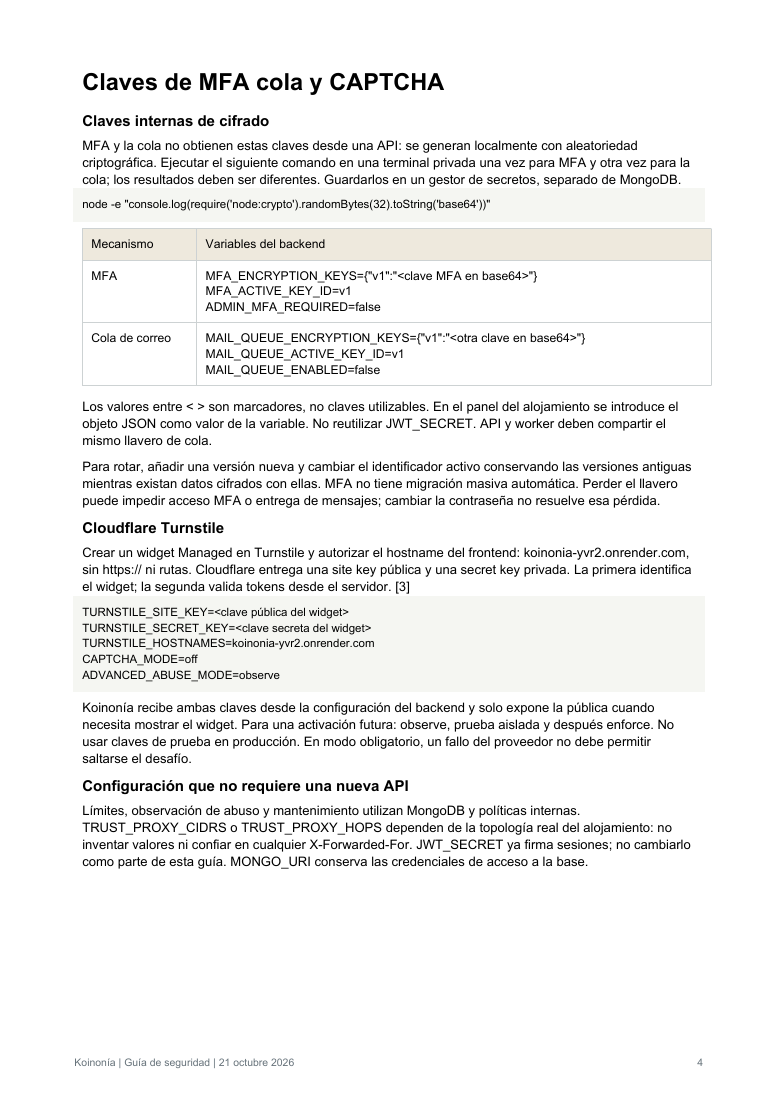 Claves de MFA cola y CAPTCHA
Claves internas de cifrado
MFA y la cola no obtienen estas claves desde una API: se generan localmente con aleatoriedad
criptográfica. Ejecutar el siguiente comando en una terminal privada una vez para MFA y otra vez para la
cola; los resultados deben ser diferentes. Guardarlos en un gestor de secretos, separado de MongoDB.
node -e "console.log(require('node:crypto').randomBytes(32).toString('base64'))"
Mecanismo Variables del backend
MFA MFA_ENCRYPTION_KEYS={"v1":"<clave MFA en base64>"}
MFA_ACTIVE_KEY_ID=v1
ADMIN_MFA_REQUIRED=false
Cola de correo MAIL_QUEUE_ENCRYPTION_KEYS={"v1":"<otra clave en base64>"}
MAIL_QUEUE_ACTIVE_KEY_ID=v1
MAIL_QUEUE_ENABLED=false
Los valores entre < > son marcadores, no claves utilizables. En el panel del alojamiento se introduce el
objeto JSON como valor de la variable. No reutilizar JWT_SECRET. API y worker deben compartir el
mismo llavero de cola.
Para rotar, añadir una versión nueva y cambiar el identificador activo conservando las versiones antiguas
mientras existan datos cifrados con ellas. MFA no tiene migración masiva automática. Perder el llavero
puede impedir acceso MFA o entrega de mensajes; cambiar la contraseña no resuelve esa pérdida.
Cloudflare Turnstile
Crear un widget Managed en Turnstile y autorizar el hostname del frontend: koinonia-yvr2.onrender.com,
sin https:// ni rutas. Cloudflare entrega una site key pública y una secret key privada. La primera identifica
el widget; la segunda valida tokens desde el servidor. [3]
TURNSTILE_SITE_KEY=<clave pública del widget>
TURNSTILE_SECRET_KEY=<clave secreta del widget>
TURNSTILE_HOSTNAMES=koinonia-yvr2.onrender.com
CAPTCHA_MODE=off
ADVANCED_ABUSE_MODE=observe
Koinonía recibe ambas claves desde la configuración del backend y solo expone la pública cuando
necesita mostrar el widget. Para una activación futura: observe, prueba aislada y después enforce. No
usar claves de prueba en producción. En modo obligatorio, un fallo del proveedor no debe permitir
saltarse el desafío.
Configuración que no requiere una nueva API
Límites, observación de abuso y mantenimiento utilizan MongoDB y políticas internas.
TRUST_PROXY_CIDRS o TRUST_PROXY_HOPS dependen de la topología real del alojamiento: no
inventar valores ni confiar en cualquier X-Forwarded-For. JWT_SECRET ya firma sesiones; no cambiarlo
como parte de esta guía. MONGO_URI conserva las credenciales de acceso a la base.
Koinonía | Guía de seguridad | 21 octubre 2026 4